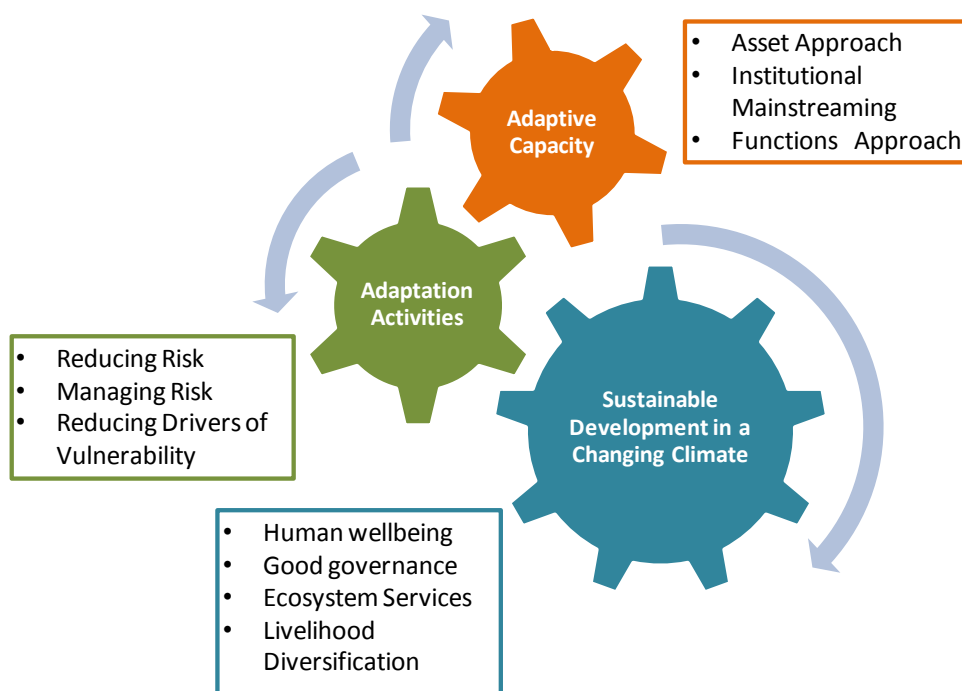 Adaptive
Capacity
• Asset Approach
• Institutional
Mainstreaming
• Functions Approach
Adaptation
Activities
• Reducing Risk
• Managing Risk
• Reducing Drivers of
Vulnerability
Sustainable
Development in a
Changing Climate
• Human wellbeing
• Good governance
• Ecosystem Services
• Livelihood
Diversification